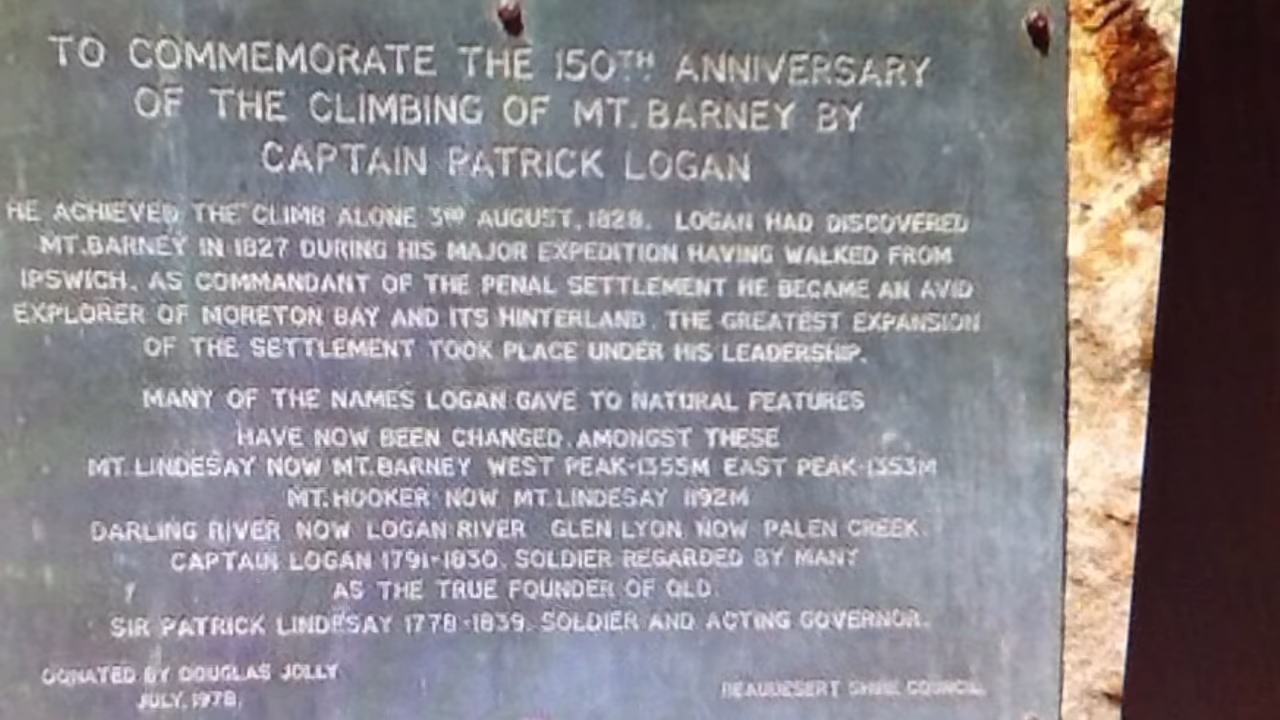 TO COMMEMORATE THE 150TH ANNIVERSARY
OF THE CLIMBING OF MT. BARNEY BY
CAPTAIN PATRICK LOGAN
HE ACHIEVED THE CLIMB ALONE 3RD AUGUST, 1828. LOGAN HAD DISCOVERED
MT. BARNEY IN 1827 DURING HIS MAJOR EXPEDITION HAVING WALKED FROM
IPSWICH. AS COMMANDANT OF THE PENAL SETTLEMENT HE BECAME AN AVID
EXPLORER OF MORETON BAY AND ITS HINTERLAND. THE GREATEST EXPANSION
OF THE SETTLEMENT TOOK PLACE UNDER HIS LEADERSHIP.
MANY OF THE NAMES LOGAN GAVE TO NATURAL FEATURES
HAVE NOW BEEN CHANGED. AMONGST THESE
MT. LINDESAY NOW MT. BARNEY WEST PEAK-1355M EAST PEAK-1353M
MT. HOOKER NOW MT. LINDESAY 1192M
DARLING RIVER NOW LOGAN RIVER GLEN LYON NOW PALEN CREEK.
CAPTAIN LOGAN 1791-1830. SOLDIER REGARDED BY MANY
AS THE TRUE FOUNDER OF QLD.
SIR PATRICK LINDESAY 1778-1839. SOLDIER AND ACTING GOVERNOR.
DONATED BY DOUGLAS JOLLY
JULY, 1978.
BEAUDESERT SHIRE COUNCIL.